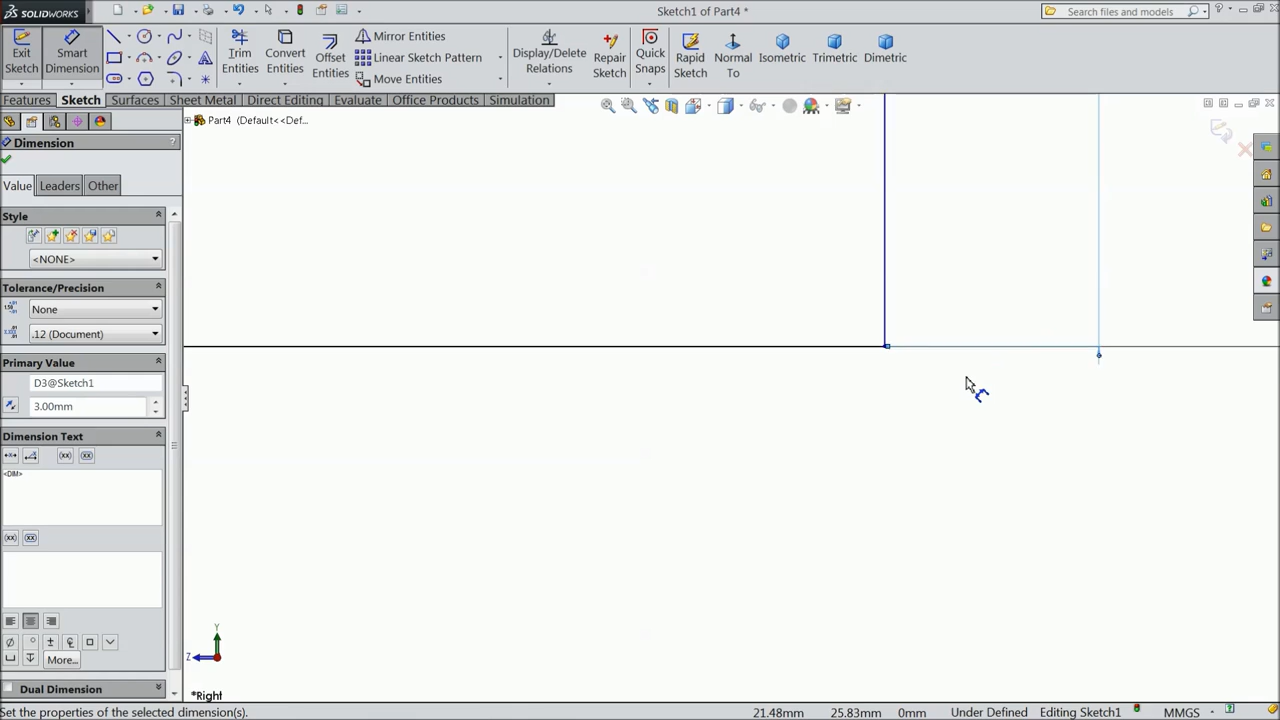 SOLIDWORKS
Sketch1 of Part4 *
Search files and models
Exit Sketch
Smart Dimension
Trim Entities
Convert Entities
Offset Entities
Mirror Entities
Linear Sketch Pattern
Move Entities
Display/Delete Relations
Repair Sketch
Quick Snaps
Rapid Sketch
Normal To
Isometric
Trimetric
Dimetric
Features
Sketch
Surfaces
Sheet Metal
Direct Editing
Evaluate
Office Products
Simulation
Part4 (Default<<Def...
Dimension
?
Value
Leaders
Other
Style
<NONE>
Tolerance/Precision
None
.12 (Document)
Primary Value
D3@Sketch1
3.00mm
Dimension Text
<DIM>
More...
Dual Dimension
Y
Z
*Right
Set the properties of the selected dimension(s).
21.48mm
25.83mm
0mm
Under Defined
Editing Sketch1
MMGS